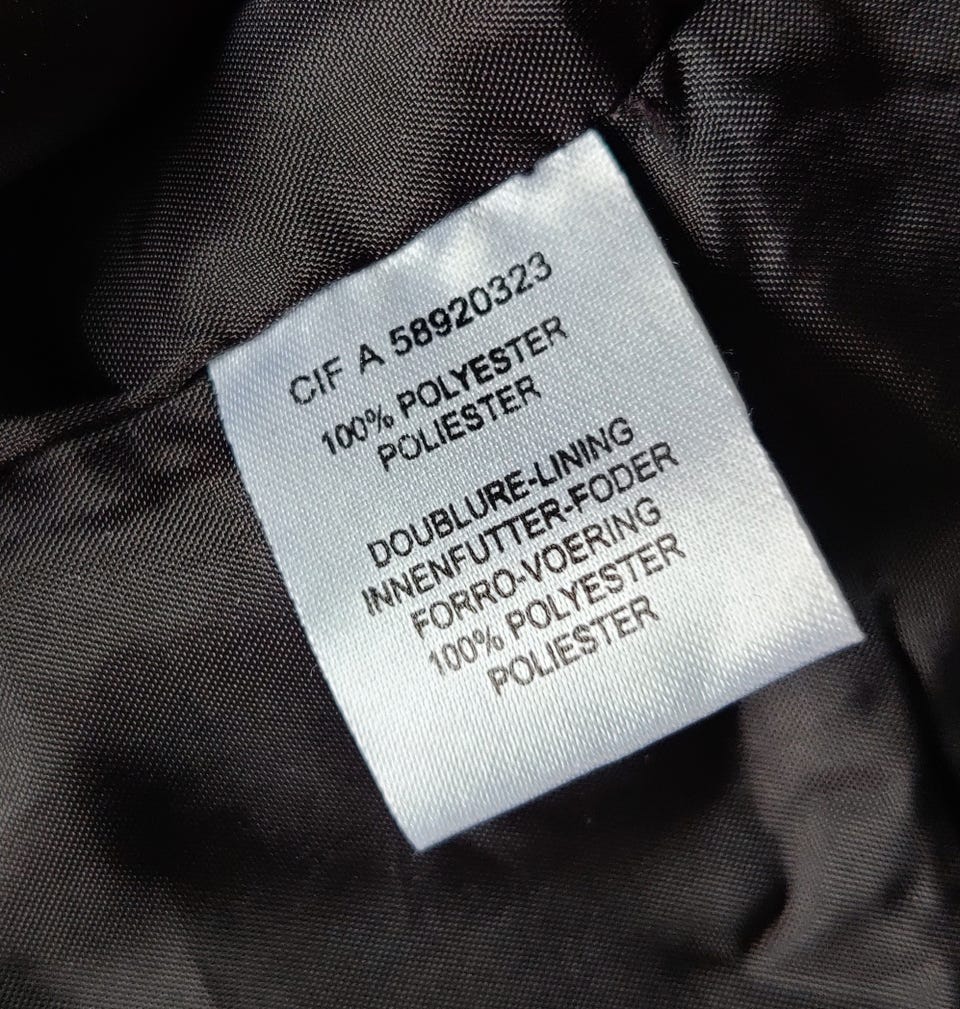 CIF A 58920323
100% POLYESTER
POLIESTER
DOUBLURE-LINING
INNENFUTTER-FODER
FORRO-VOERING
100% POLYESTER
POLIESTER